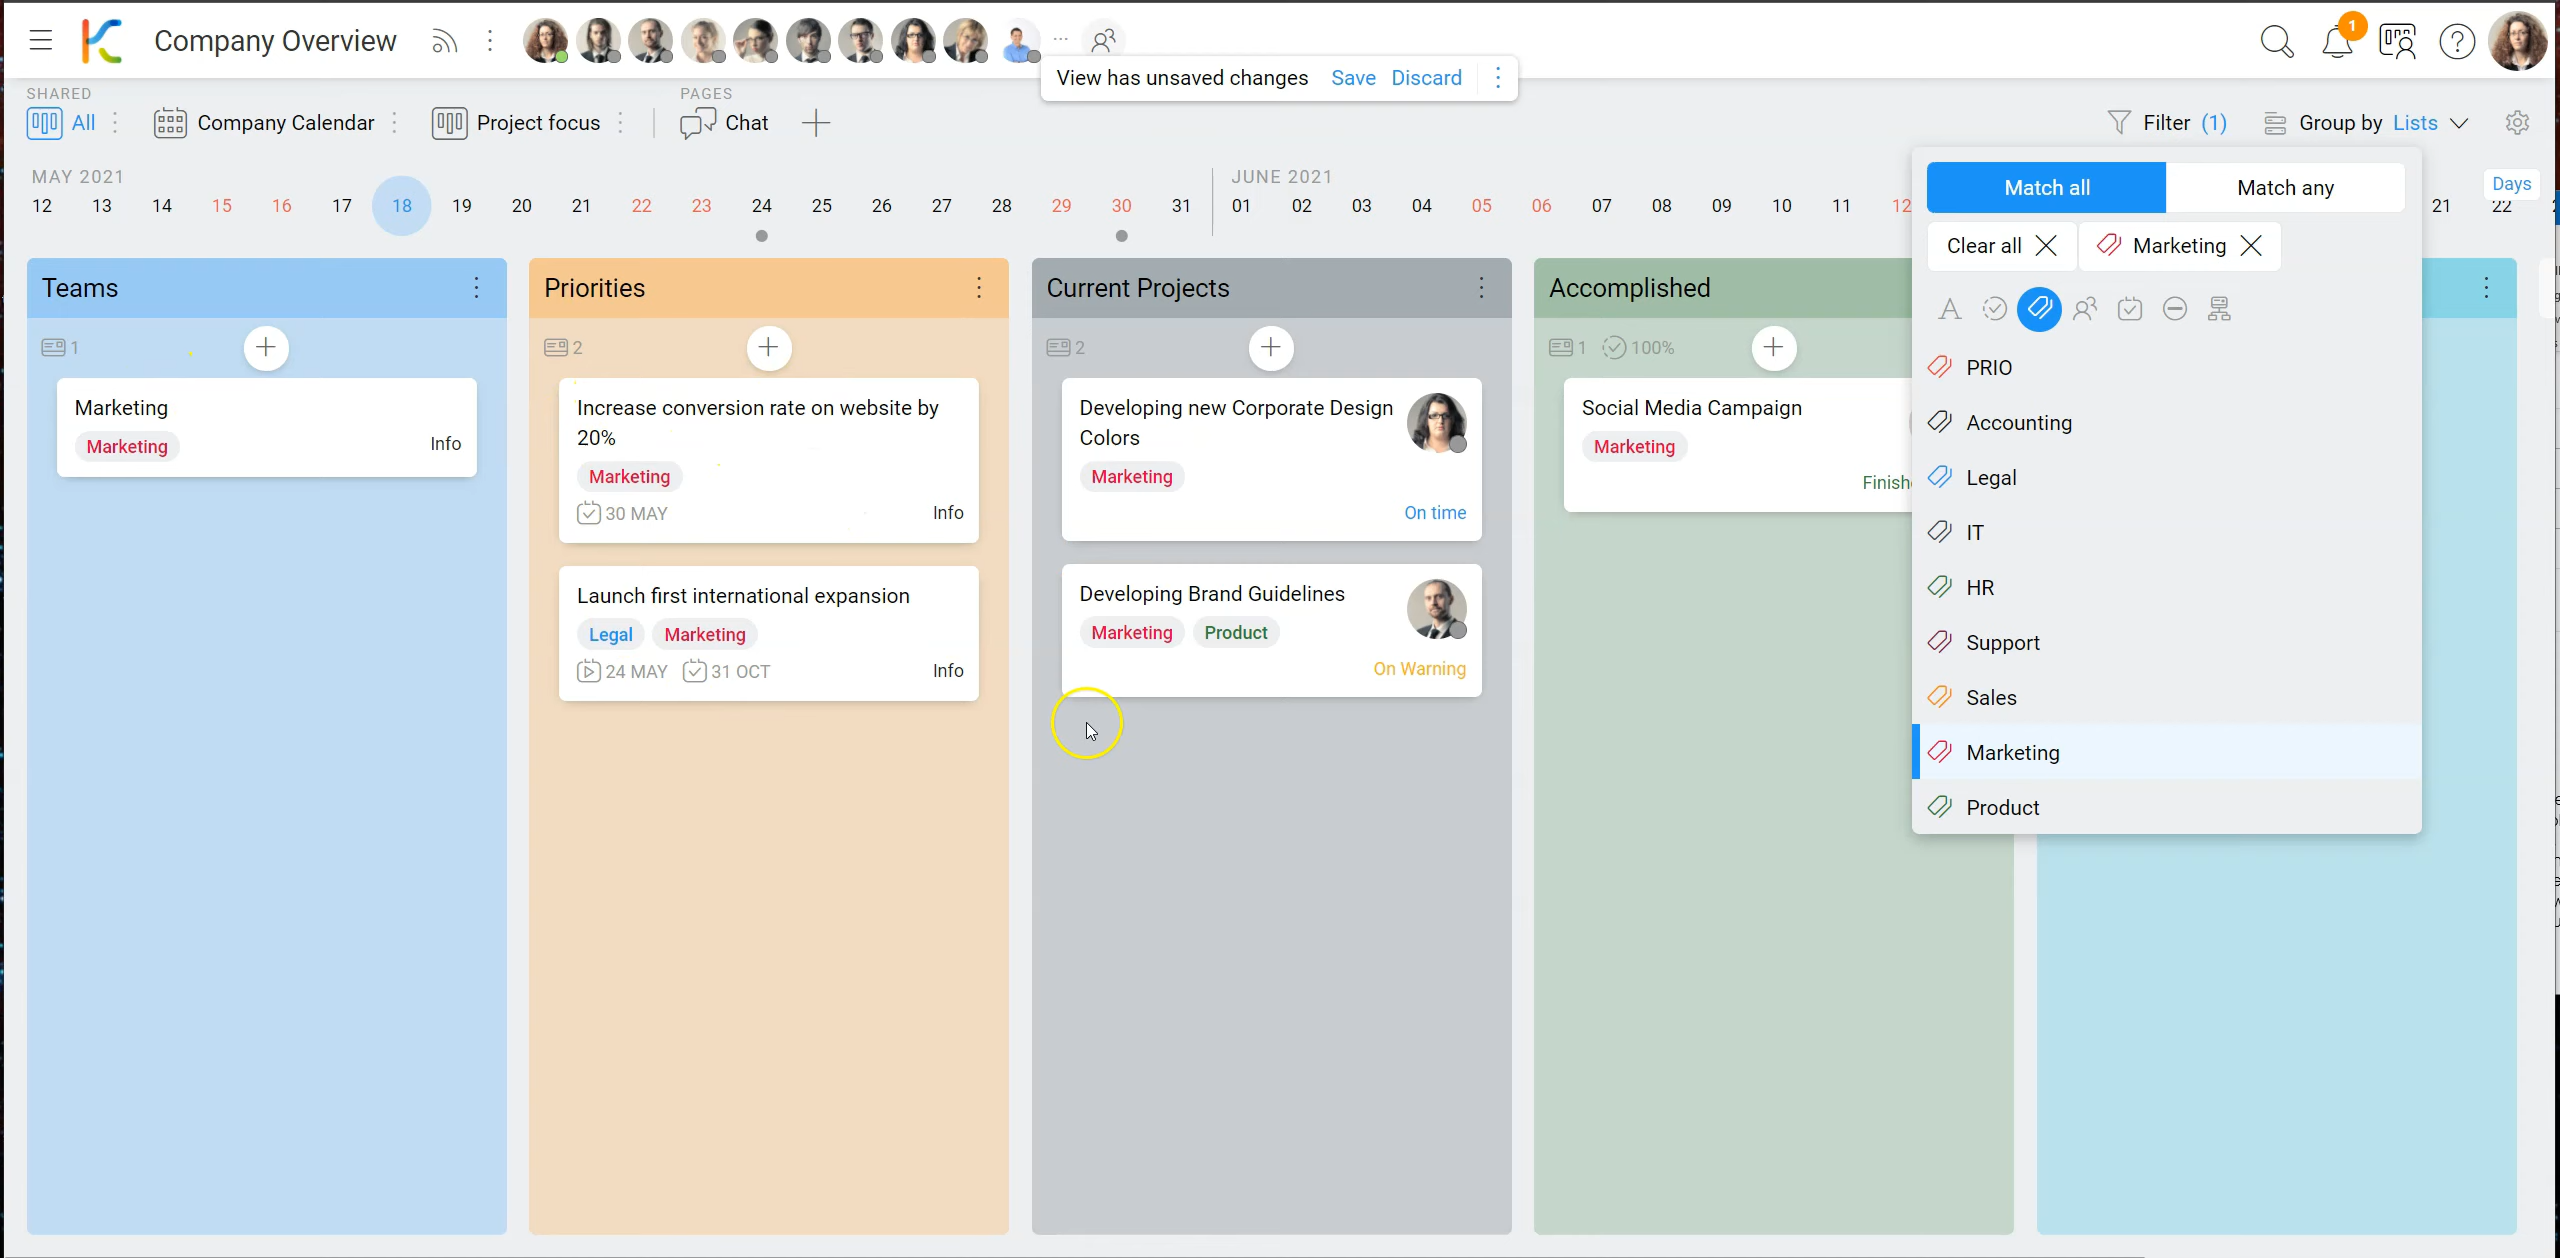 Company Overview
1
View has unsaved changes Save Discard
SHARED
PAGES
All
Company Calendar
Project focus
Chat
Filter (1)
Group by Lists
MAY 2021
JUNE 2021
Days
12 13 14 15 16 17 18 19 20 21 22 23 24 25 26 27 28 29 30 31 01 02 03 04 05 06 07 08 09 10 11 12 21 22
Match all
Match any
Clear all
Marketing
PRIO
Accounting
Legal
IT
HR
Support
Sales
Marketing
Product
Teams
1
Marketing
Marketing
Info
Priorities
2
Increase conversion rate on website by
20%
Marketing
30 MAY
Info
Launch first international expansion
Legal Marketing
24 MAY 31 OCT
Info
Current Projects
2
Developing new Corporate Design
Colors
Marketing
On time
Developing Brand Guidelines
Marketing Product
On Warning
Accomplished
1 100%
Social Media Campaign
Marketing